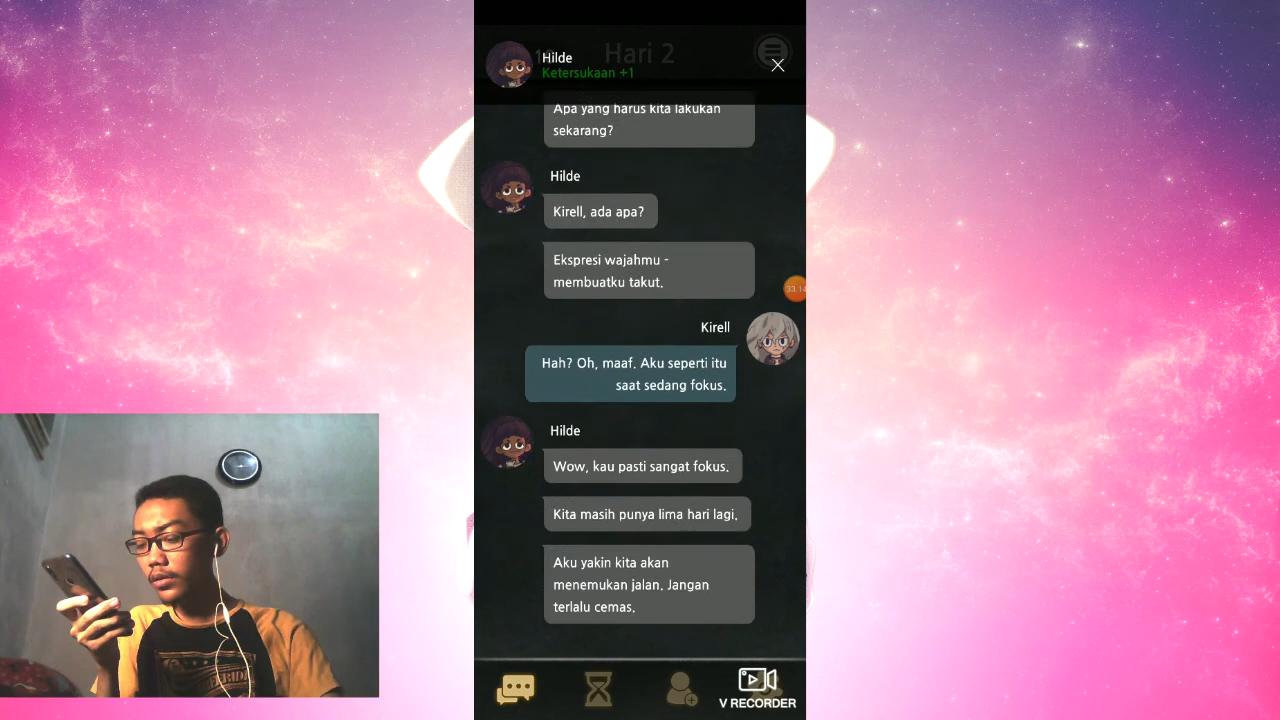 Hari 2
Hilde
Ketersukaan +1
Apa yang harus kita lakukan
sekarang?
Hilde
Kirell, ada apa?
Ekspresi wajahmu -
membuatku takut.
33:14
Kirell
Hah? Oh, maaf. Aku seperti itu
saat sedang fokus.
Hilde
Wow, kau pasti sangat fokus.
Kita masih punya lima hari lagi.
Aku yakin kita akan
menemukan jalan. Jangan
terlalu cemas.
V RECORDER